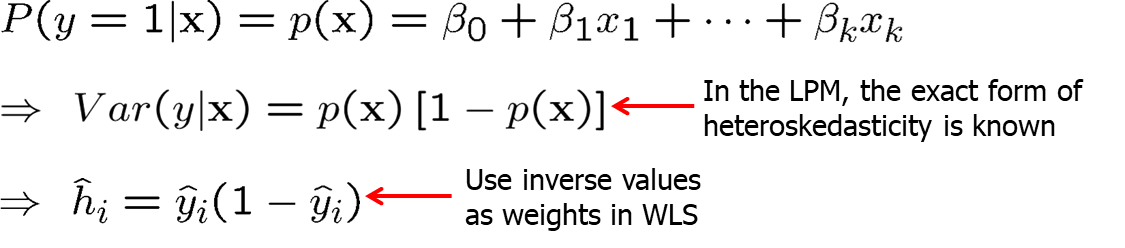 P(y = 1|x) = p(x) = β₀ + β₁x₁ + ··· + βₖxₖ
⇒ Var(y|x) = p(x) [1 − p(x)]
In the LPM, the exact form of
heteroskedasticity is known
⇒ ĥᵢ = ŷᵢ(1 − ŷᵢ)
Use inverse values
as weights in WLS